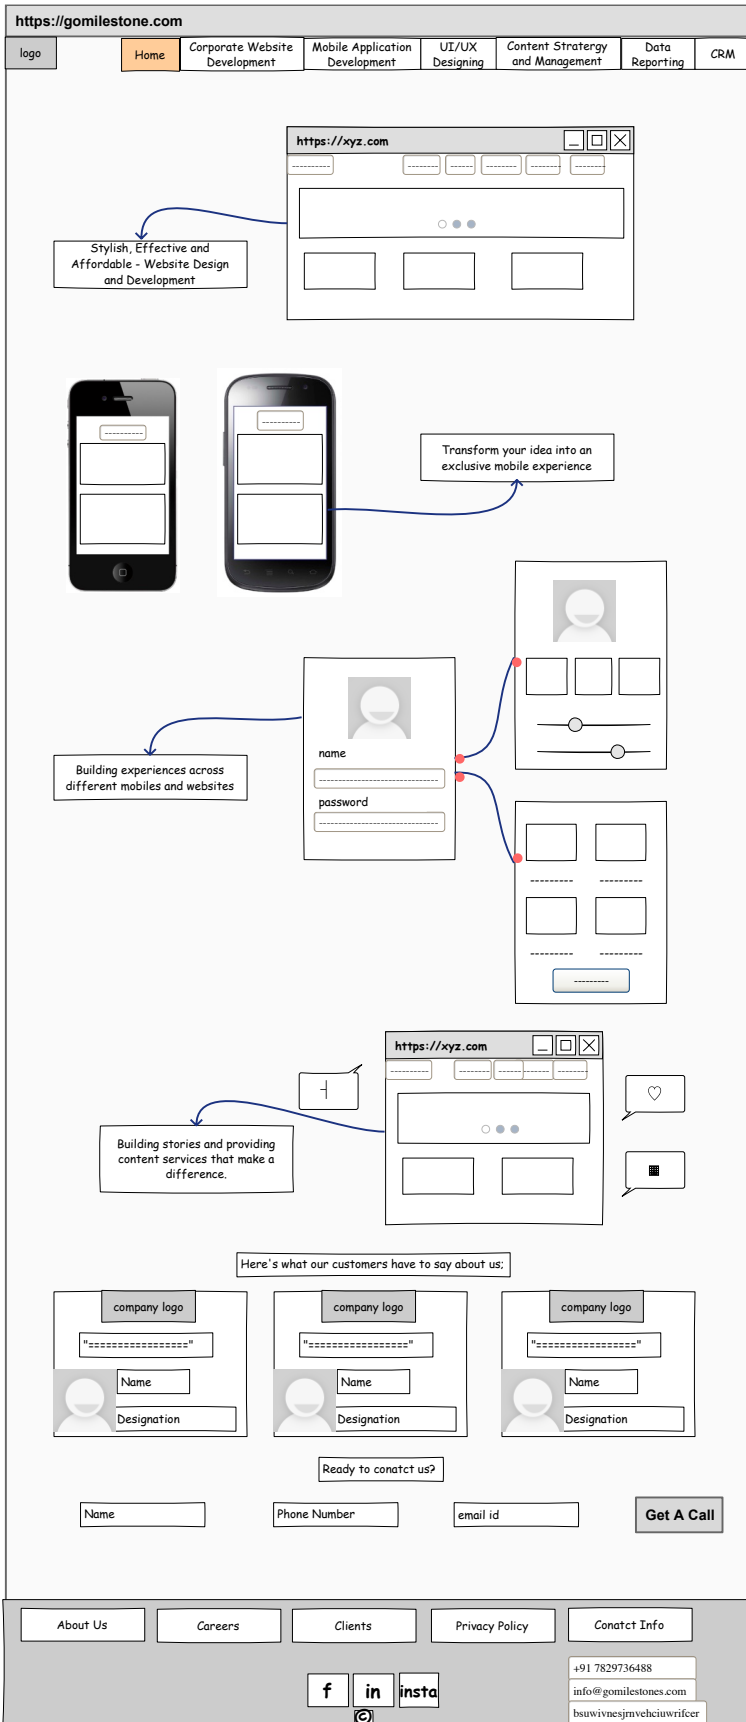 https://gomilestone.com
logo
Home
Corporate Website
Development
Mobile Application
Development
UI/UX
Designing
Content Stratergy
and Management
Data
Reporting
CRM
https://xyz.com
Stylish, Effective and
Affordable - Website Design
and Development
Transform your idea into an
exclusive mobile experience
name
password
Building experiences across
different mobiles and websites
https://xyz.com
Building stories and providing
content services that make a
difference.
Here's what our customers have to say about us;
company logo
company logo
company logo
"================"
"================"
"================"
Name
Name
Name
Designation
Designation
Designation
Ready to conatct us?
Name
Phone Number
email id
Get A Call
About Us
Careers
Clients
Privacy Policy
Conatct Info
+91 7829736488
info@gomilestones.com
bsuwivnesjmvehciuwrifcer
f
in
insta
©